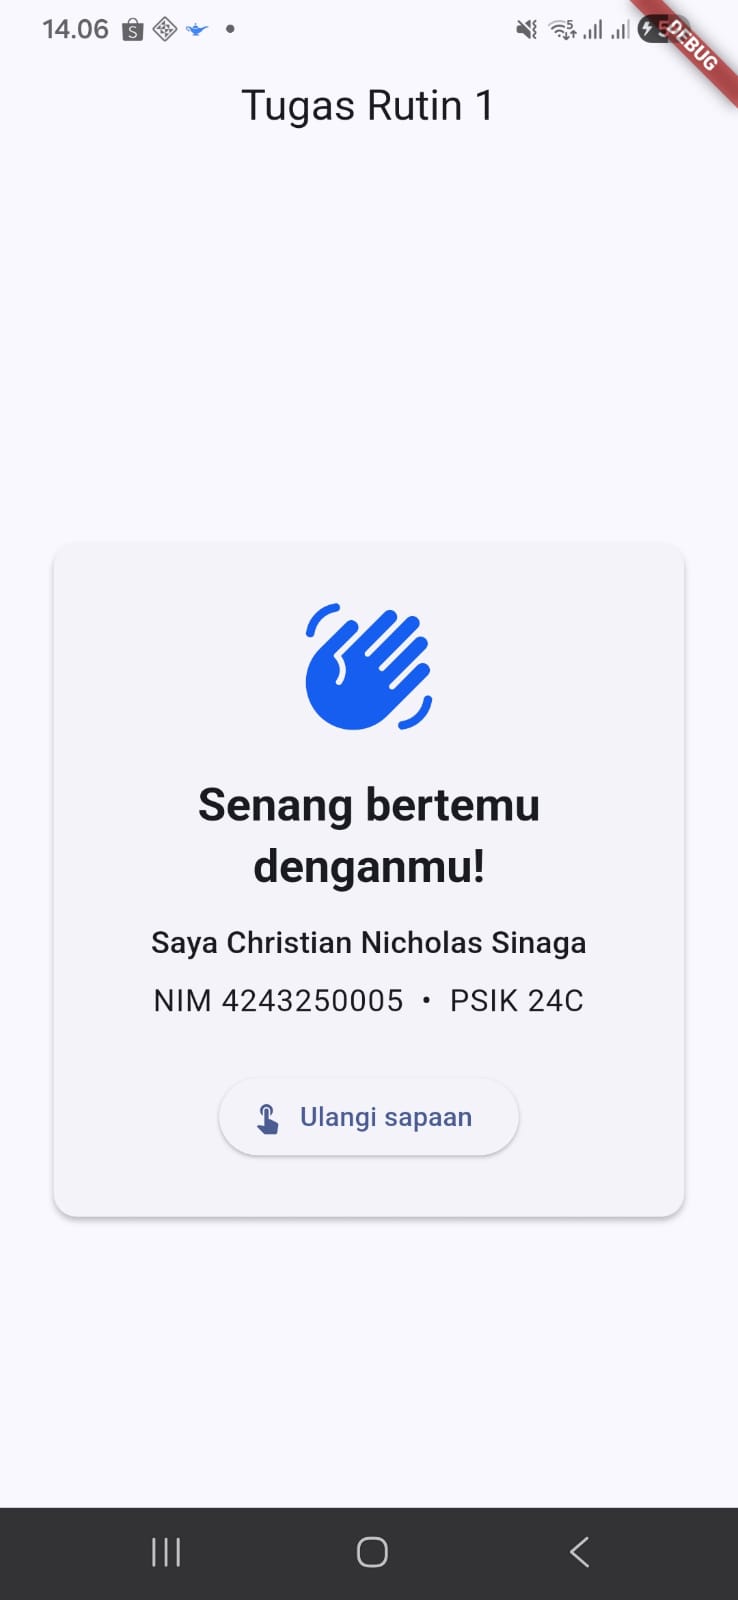 14.06
DEBUG
Tugas Rutin 1
Senang bertemu
denganmu!
Saya Christian Nicholas Sinaga
NIM 4243250005 • PSIK 24C
Ulangi sapaan